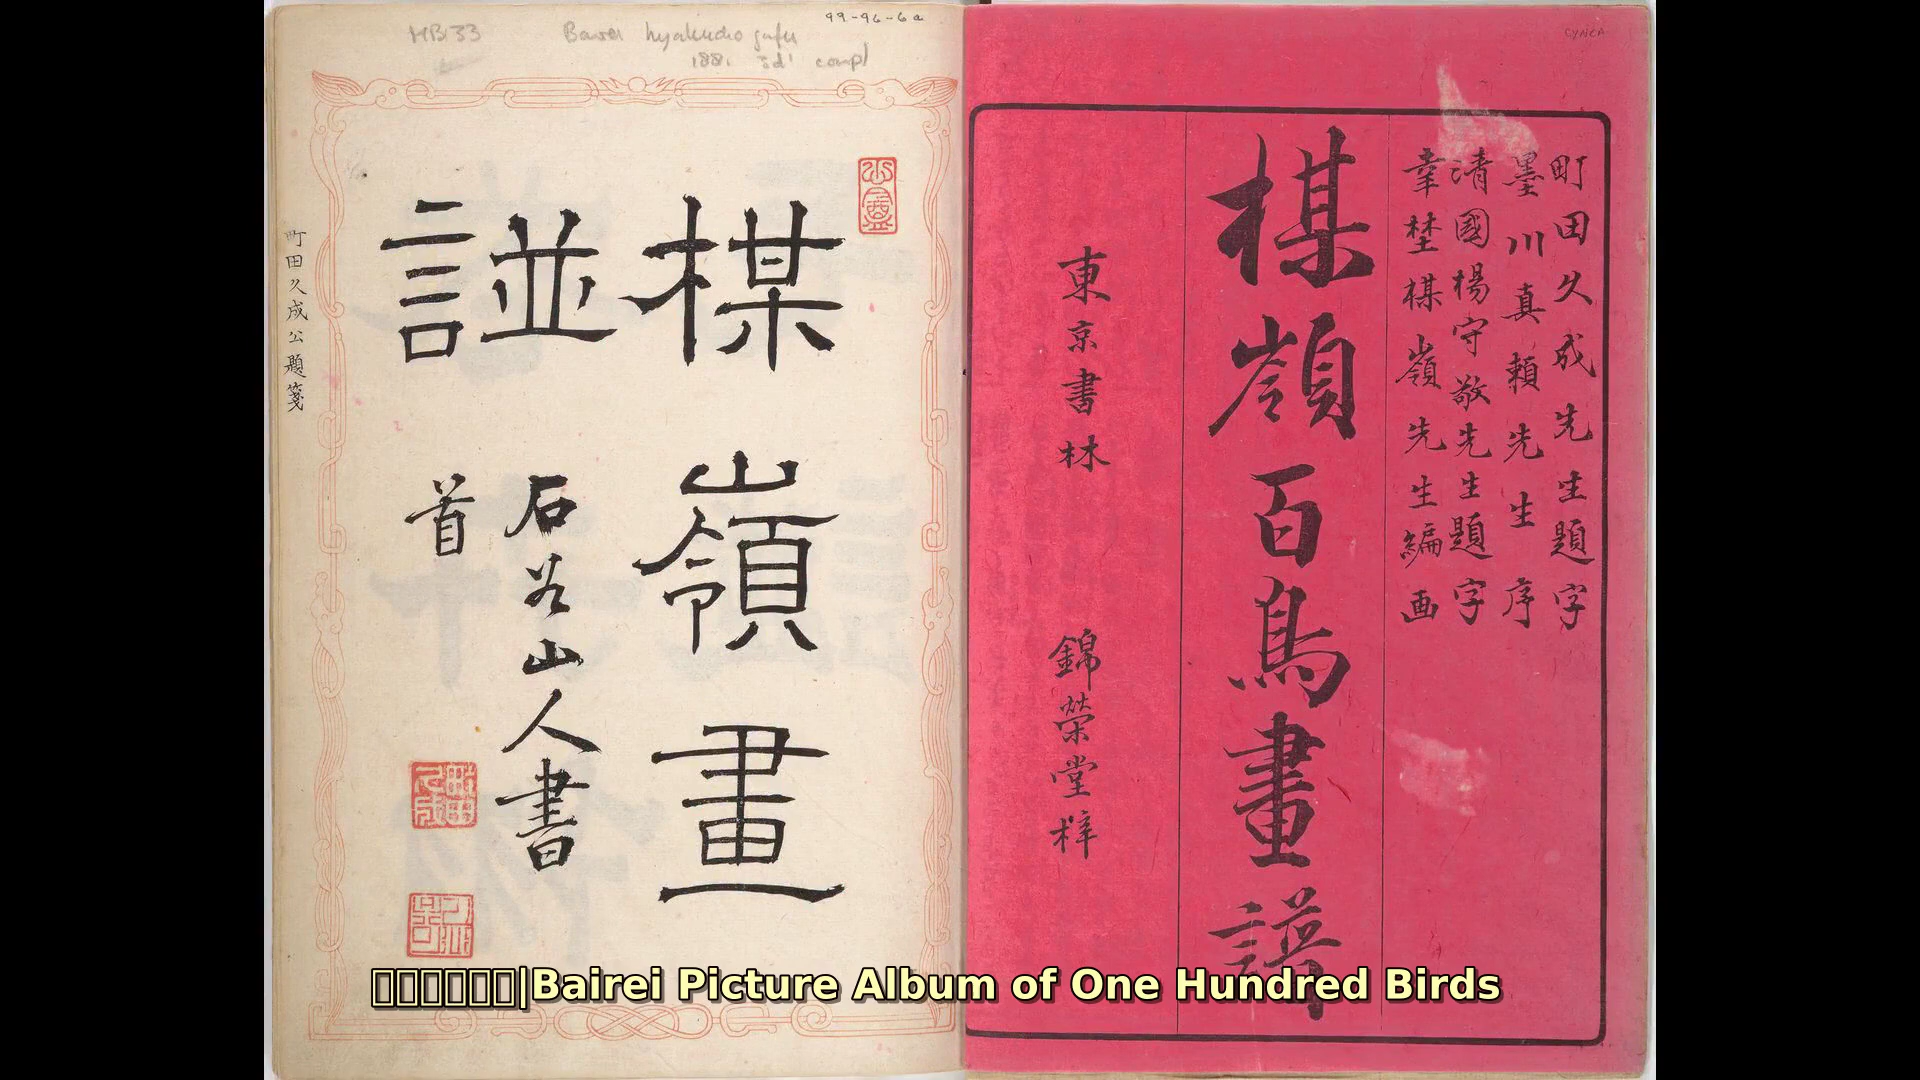 町田久成先生題字
墨川真頼先生序
清國楊守敬先生題字
幸埜楳嶺先生編画
楳嶺百鳥畫譜
東京書林 錦榮堂梓
楳嶺畫
譜
石谷山人書
首
町田久成公題箋
99-96-6a
HB33
Bairei hyakucho gafu
1881 3d compl
CYNCA
|Bairei Picture Album of One Hundred Birds